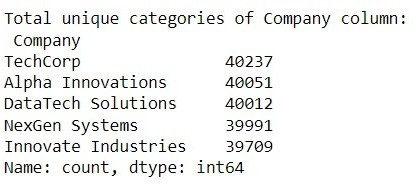 Total unique categories of Company column:
Company
TechCorp 40237
Alpha Innovations 40051
DataTech Solutions 40012
NexGen Systems 39991
Innovate Industries 39709
Name: count, dtype: int64